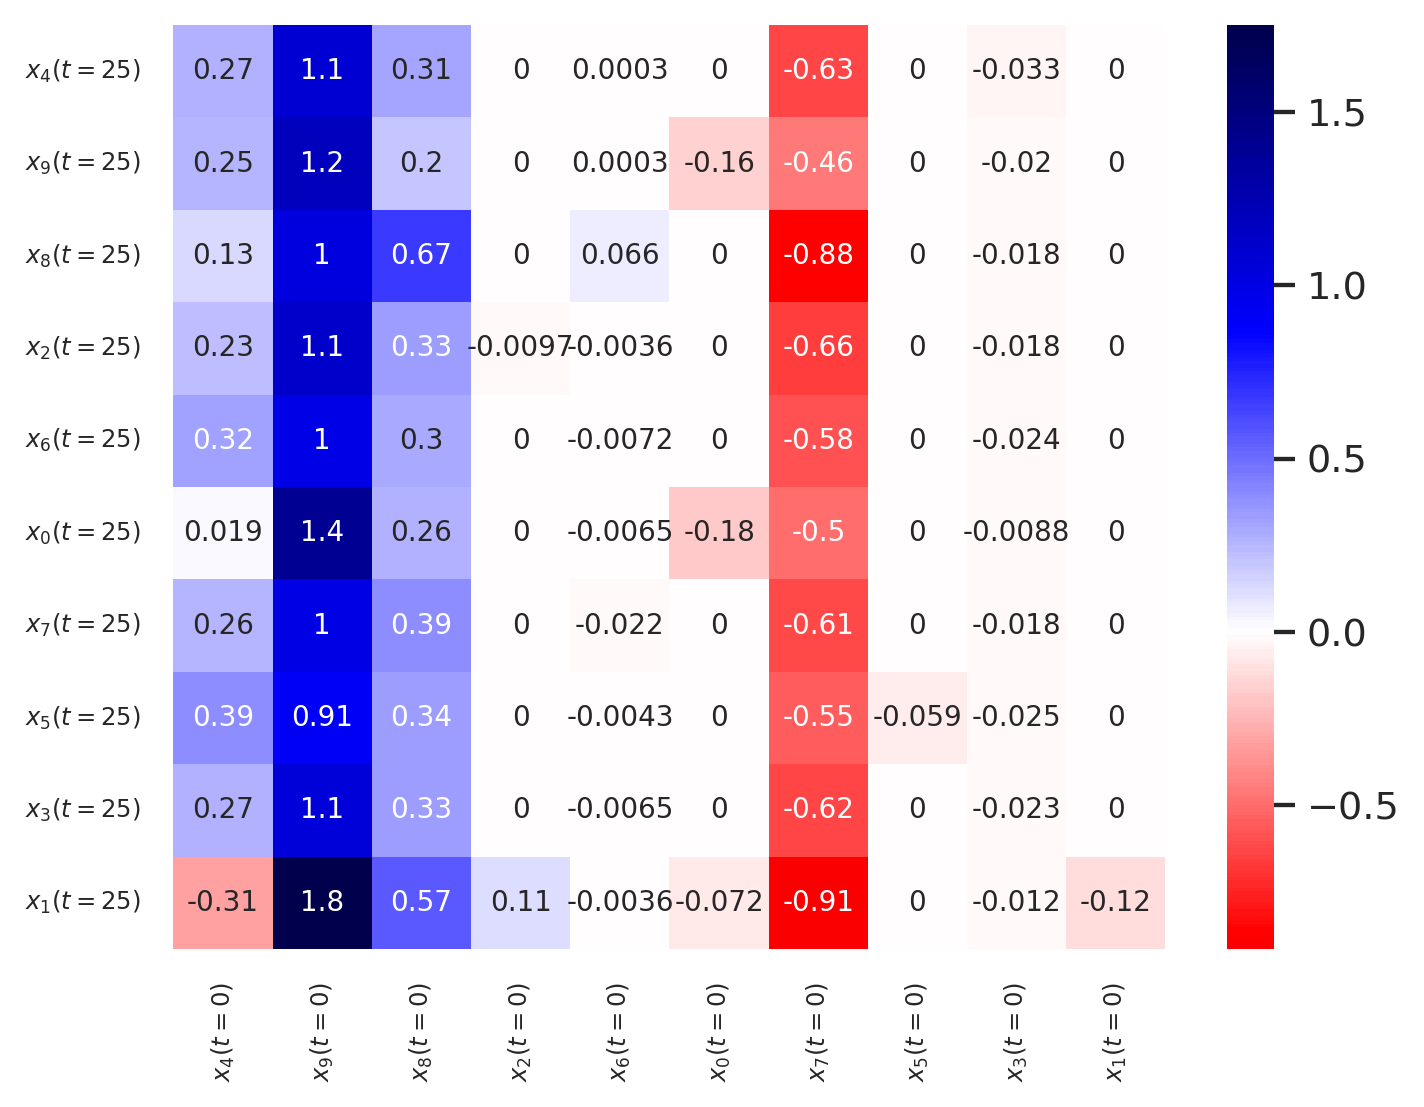 x₄(t = 25) 0.27 1.1 0.31 0 0.0003 0 -0.63 0 -0.033 0
x₉(t = 25) 0.25 1.2 0.2 0 0.0003 -0.16 -0.46 0 -0.02 0
x₈(t = 25) 0.13 1 0.67 0 0.066 0 -0.88 0 -0.018 0
x₂(t = 25) 0.23 1.1 0.33 -0.0097 -0.0036 0 -0.66 0 -0.018 0
x₆(t = 25) 0.32 1 0.3 0 -0.0072 0 -0.58 0 -0.024 0
x₀(t = 25) 0.019 1.4 0.26 0 -0.0065 -0.18 -0.5 0 -0.0088 0
x₇(t = 25) 0.26 1 0.39 0 -0.022 0 -0.61 0 -0.018 0
x₅(t = 25) 0.39 0.91 0.34 0 -0.0043 0 -0.55 -0.059 -0.025 0
x₃(t = 25) 0.27 1.1 0.33 0 -0.0065 0 -0.62 0 -0.023 0
x₁(t = 25) -0.31 1.8 0.57 0.11 -0.0036 -0.072 -0.91 0 -0.012 -0.12
x₄(t = 0)
x₉(t = 0)
x₈(t = 0)
x₂(t = 0)
x₆(t = 0)
x₀(t = 0)
x₇(t = 0)
x₅(t = 0)
x₃(t = 0)
x₁(t = 0)
1.5
1.0
0.5
0.0
−0.5